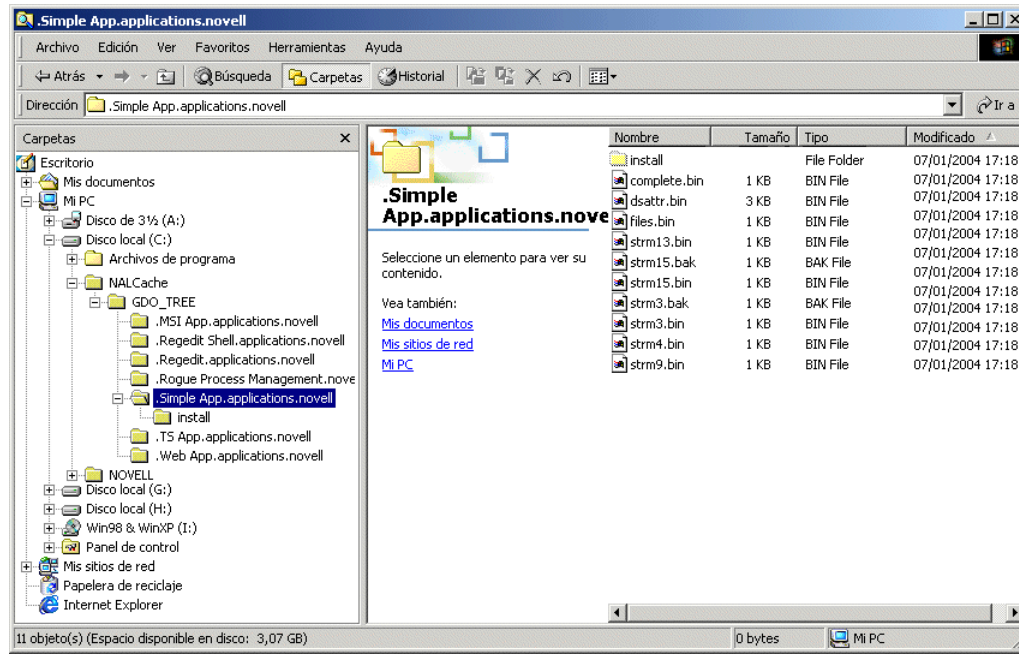 .Simple App.applications.novell
Archivo Edición Ver Favoritos Herramientas Ayuda
Atrás Búsqueda Carpetas Historial
Dirección .Simple App.applications.novell Ir a
Carpetas
Escritorio
Mis documentos
Mi PC
Disco de 3½ (A:)
Disco local (C:)
Archivos de programa
NALCache
GDO_TREE
.MSI App.applications.novell
.Regedit Shell.applications.novell
.Regedit.applications.novell
.Rogue Process Management.nove
.Simple App.applications.novell
install
.TS App.applications.novell
.Web App.applications.novell
NOVELL
Disco local (G:)
Disco local (H:)
Win98 & WinXP (I:)
Panel de control
Mis sitios de red
Papelera de reciclaje
Internet Explorer
.Simple
App.applications.nove
Seleccione un elemento para ver su
contenido.
Vea también:
Mis documentos
Mis sitios de red
Mi PC
Nombre Tamaño Tipo Modificado
install File Folder 07/01/2004 17:18
complete.bin 1 KB BIN File 07/01/2004 17:18
dsattr.bin 3 KB BIN File 07/01/2004 17:18
files.bin 1 KB BIN File 07/01/2004 17:18
strm13.bin 1 KB BIN File 07/01/2004 17:18
strm15.bak 1 KB BAK File 07/01/2004 17:18
strm15.bin 1 KB BIN File 07/01/2004 17:18
strm3.bak 1 KB BAK File 07/01/2004 17:18
strm3.bin 1 KB BIN File 07/01/2004 17:18
strm4.bin 1 KB BIN File 07/01/2004 17:18
strm9.bin 1 KB BIN File 07/01/2004 17:18
11 objeto(s) (Espacio disponible en disco: 3,07 GB) 0 bytes Mi PC